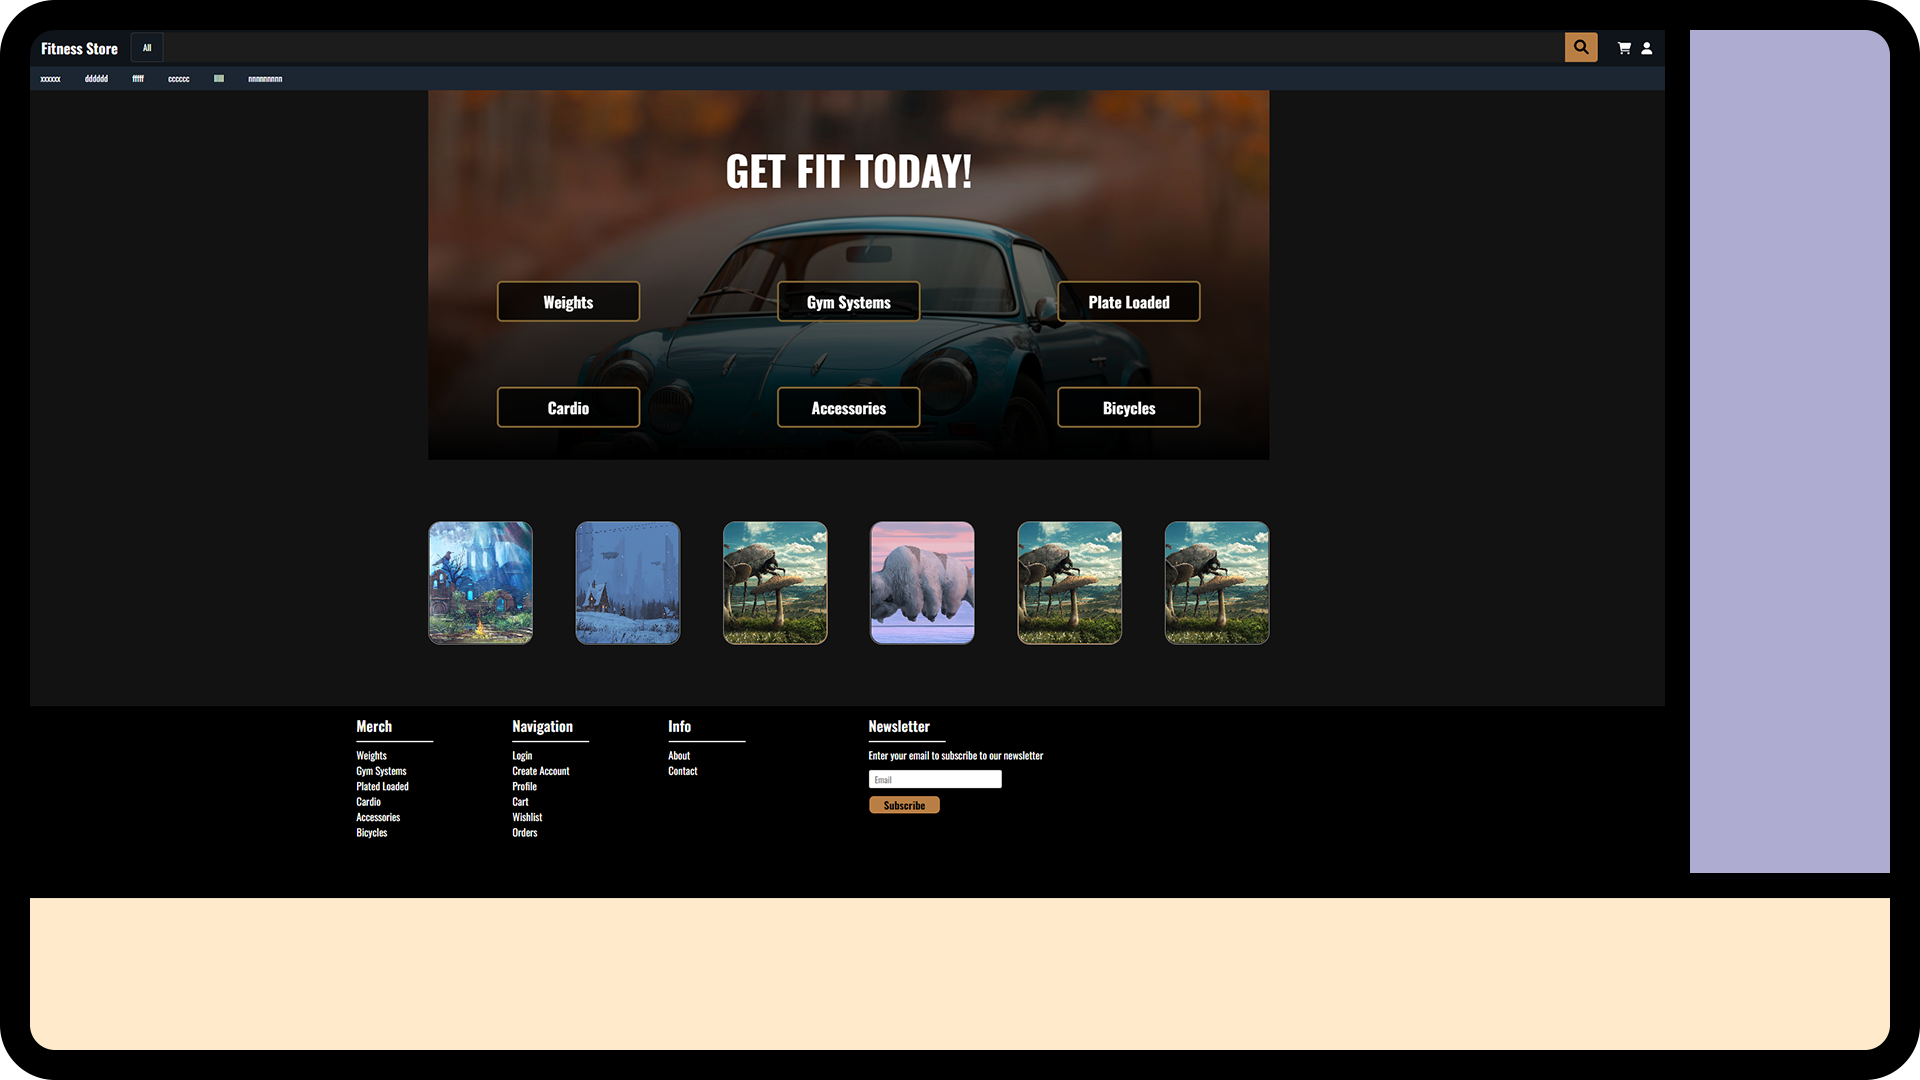 Fitness Store
All
xxxxxx dddddd fffff cccccc nnnnnnnnn
GET FIT TODAY!
Weights Gym Systems Plate Loaded
Cardio Accessories Bicycles
Merch
Weights
Gym Systems
Plated Loaded
Cardio
Accessories
Bicycles
Navigation
Login
Create Account
Profile
Cart
Wishlist
Orders
Info
About
Contact
Newsletter
Enter your email to subscribe to our newsletter
Email
Subscribe